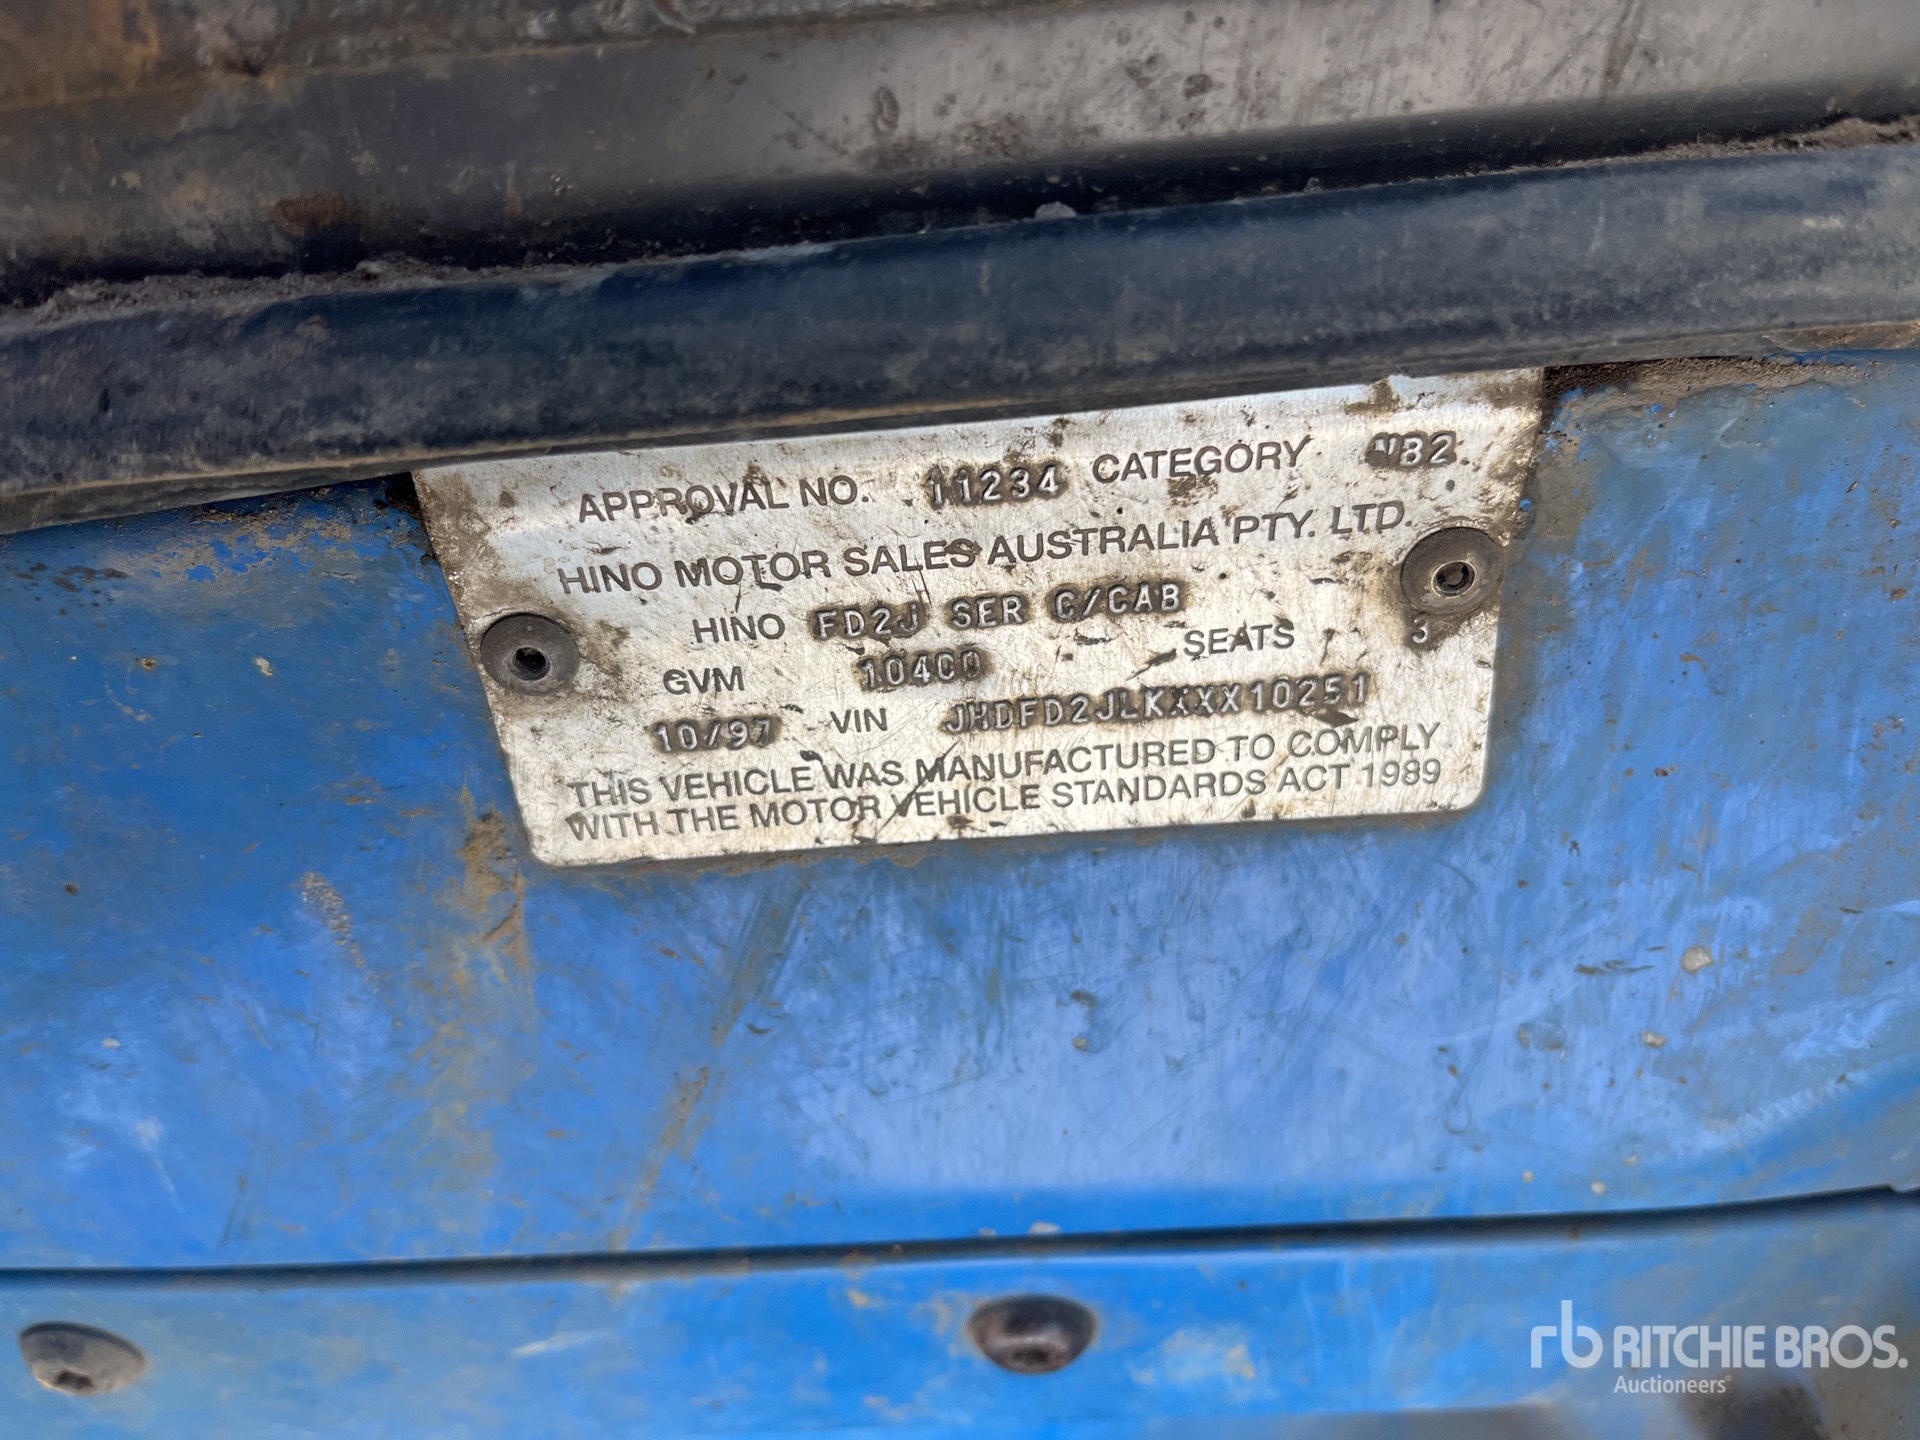 APPROVAL NO. 11234 CATEGORY NB2
HINO MOTOR SALES AUSTRALIA PTY. LTD.
HINO FD2J SER C/CAB
GVM 10400 SEATS 3
10/97 VIN JHDFD2JLKXXX10251
THIS VEHICLE WAS MANUFACTURED TO COMPLY
WITH THE MOTOR VEHICLE STANDARDS ACT 1989
rb RITCHIE BROS.
Auctioneers